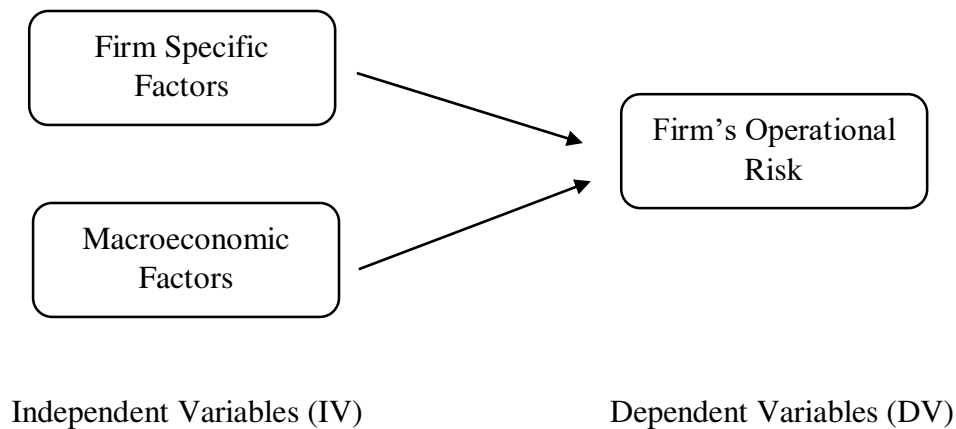 Firm Specific
Factors
Firm’s Operational
Risk
Macroeconomic
Factors
Independent Variables (IV)
Dependent Variables (DV)